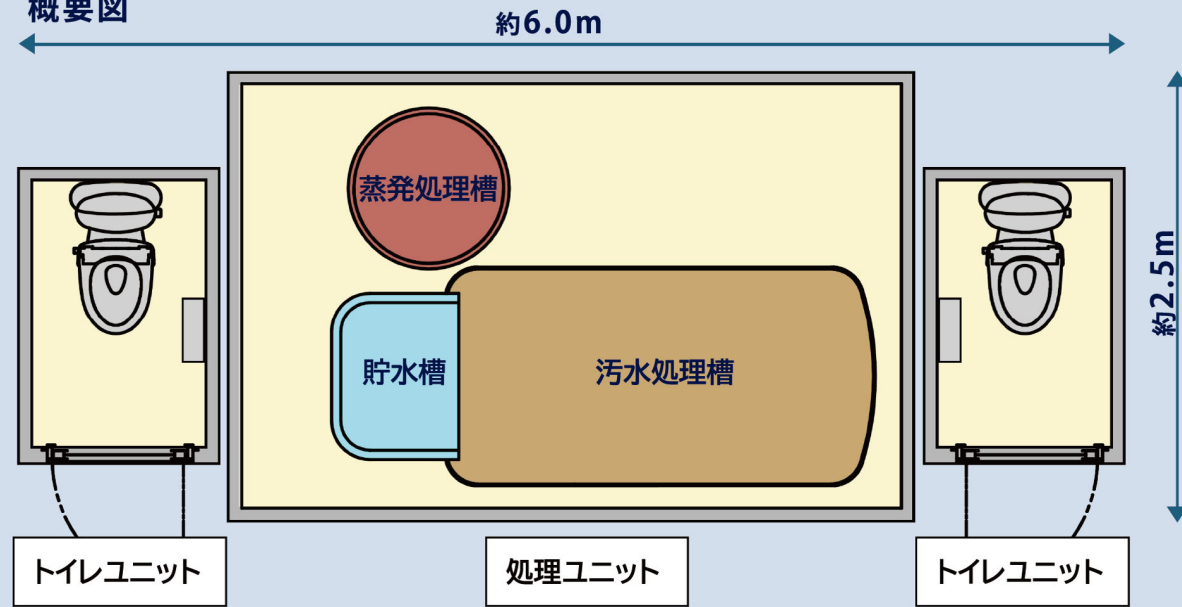 概要図
約6.0m
蒸発処理槽
約2.5m
貯水槽
汚水処理槽
トイレユニット
処理ユニット
トイレユニット